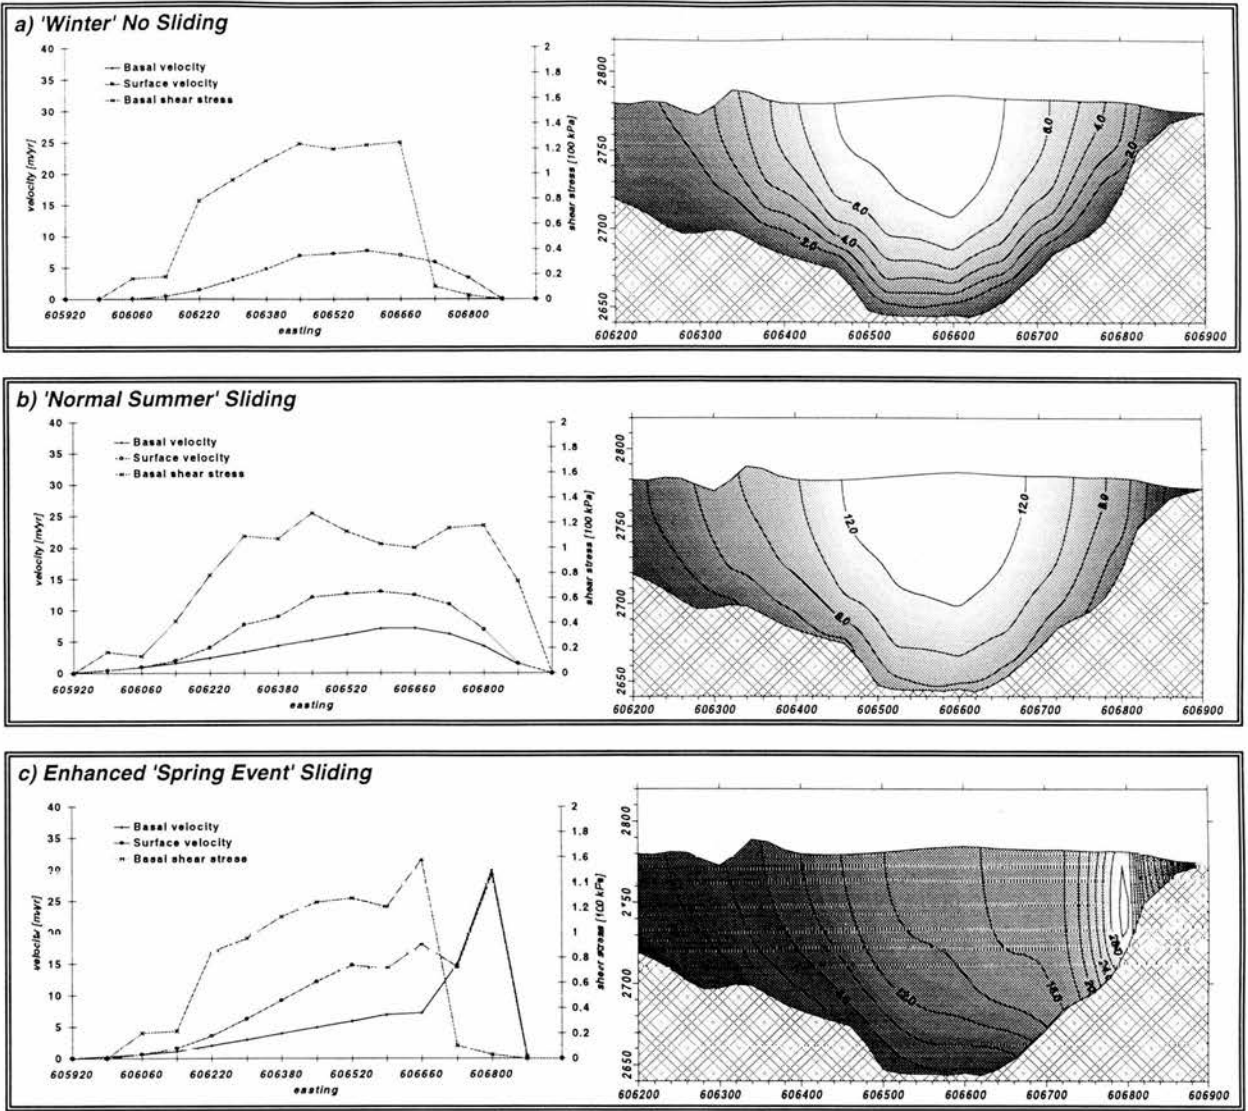 a) 'Winter' No Sliding
Basal velocity
Surface velocity
Basal shear stress
velocity [m/yr]
40
35
30
25
20
15
10
5
0
2
1.8
1.6
1.4
1.2
1
0.8
0.6
0.4
0.2
0
shear stress [100 kPa]
605920 606060 606220 606380 606520 606660 606800
easting
2800
2750
2700
2650
6.0 4.0 2.0
6.0 4.0 2.0
606200 606300 606400 606500 606600 606700 606800 606900
b) 'Normal Summer' Sliding
Basal velocity
Surface velocity
Basal shear stress
velocity [m/yr]
40
35
30
25
20
15
10
5
0
2
1.8
1.6
1.4
1.2
1
0.8
0.6
0.4
0.2
0
shear stress [100 kPa]
605920 606060 606220 606380 606520 606660 606800
easting
2800
2750
2700
2650
12.0 12.0 8.0
8.0
606200 606300 606400 606500 606600 606700 606800 606900
c) Enhanced 'Spring Event' Sliding
Basal velocity
Surface velocity
Basal shear stress
velocity [m/yr]
40
35
30
25
20
15
10
5
0
2
1.8
1.6
1.4
1.2
1
0.8
0.6
0.4
0.2
0
shear stress [100 kPa]
605920 606060 606220 606380 606520 606660 606800
easting
2800
2700
2650
12.0 16.0
606200 606300 606400 606500 606600 606700 606800 606900